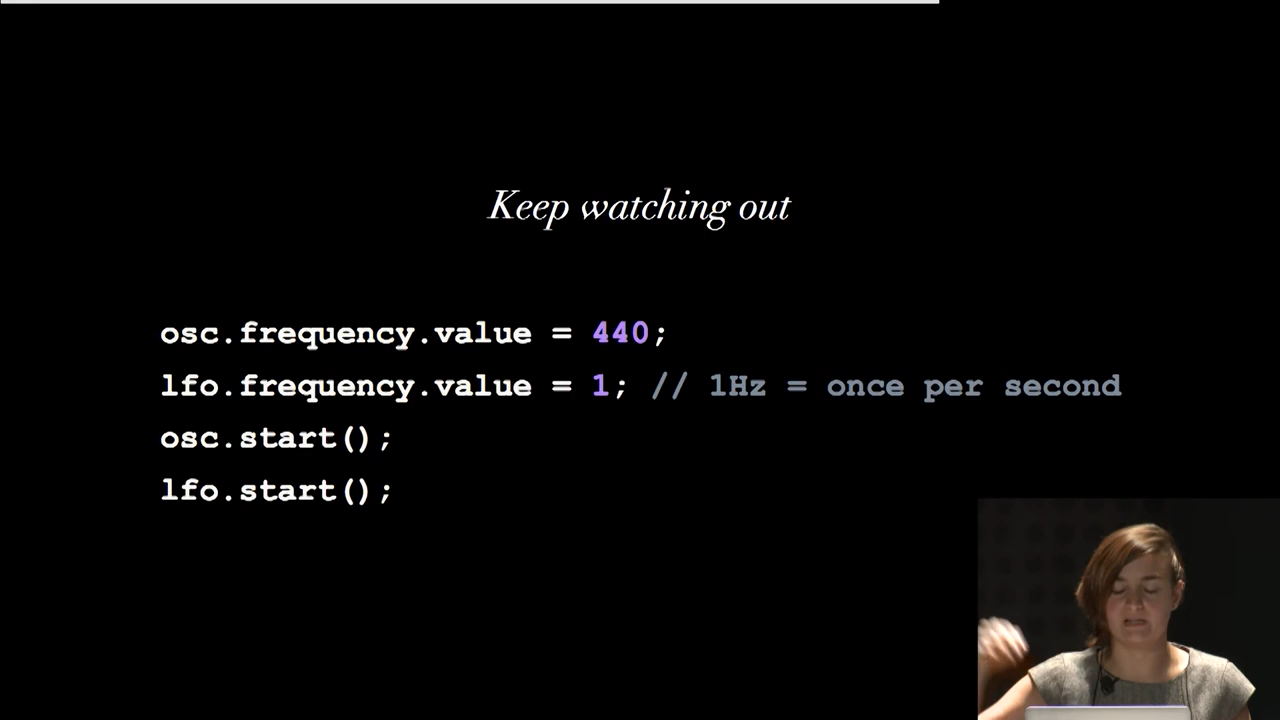 Keep watching out
osc.frequency.value = 440;
lfo.frequency.value = 1; // 1Hz = once per second
osc.start();
lfo.start();